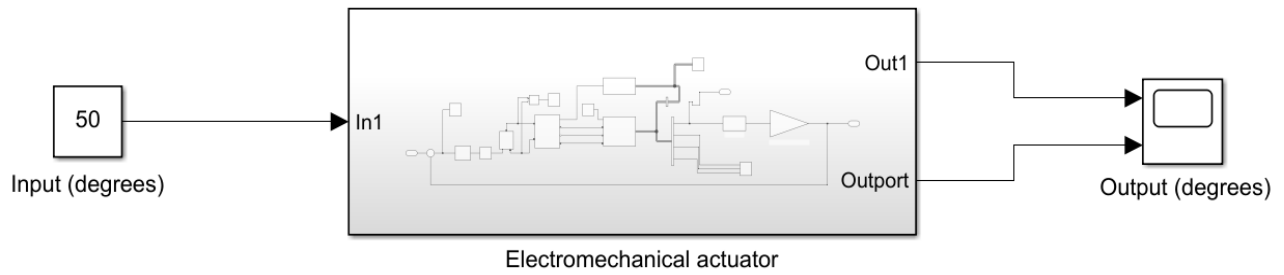 Out1
50
In1
Input (degrees)
Outport
Output (degrees)
Electromechanical actuator